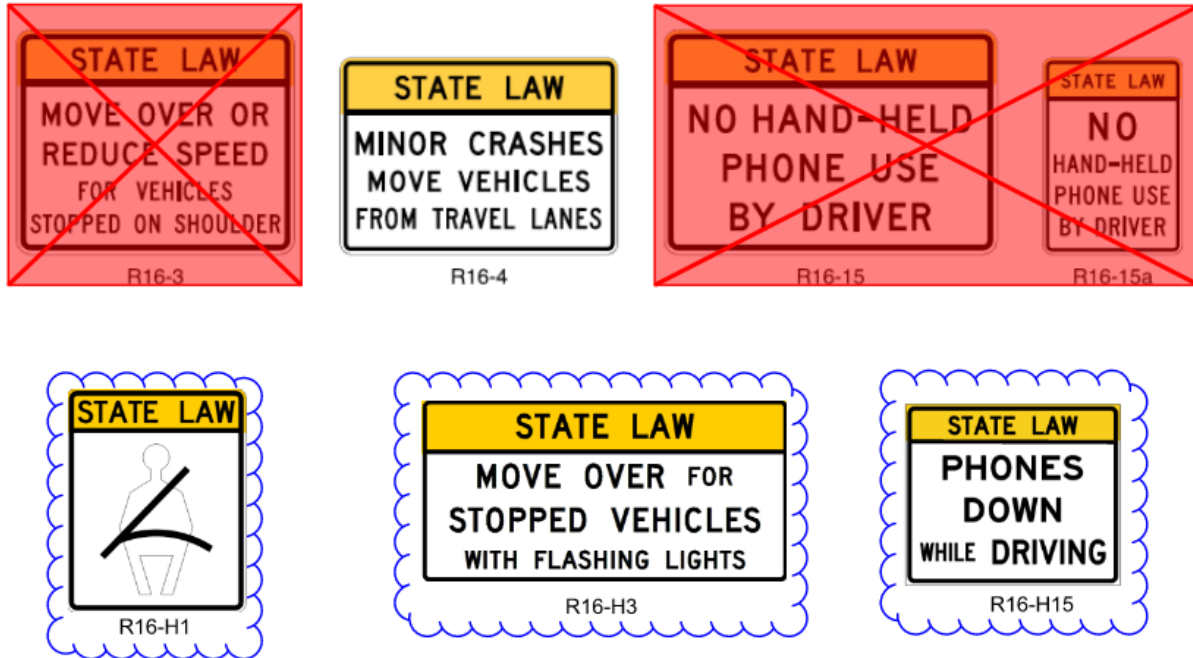 STATE LAW
MOVE OVER OR
REDUCE SPEED
FOR VEHICLES
STOPPED ON SHOULDER
R16-3
STATE LAW
MINOR CRASHES
MOVE VEHICLES
FROM TRAVEL LANES
R16-4
STATE LAW
NO HAND-HELD
PHONE USE
BY DRIVER
R16-15
STATE LAW
NO
HAND-HELD
PHONE USE
BY DRIVER
R16-15a
STATE LAW
R16-H1
STATE LAW
MOVE OVER FOR
STOPPED VEHICLES
WITH FLASHING LIGHTS
R16-H3
STATE LAW
PHONES
DOWN
WHILE DRIVING
R16-H15